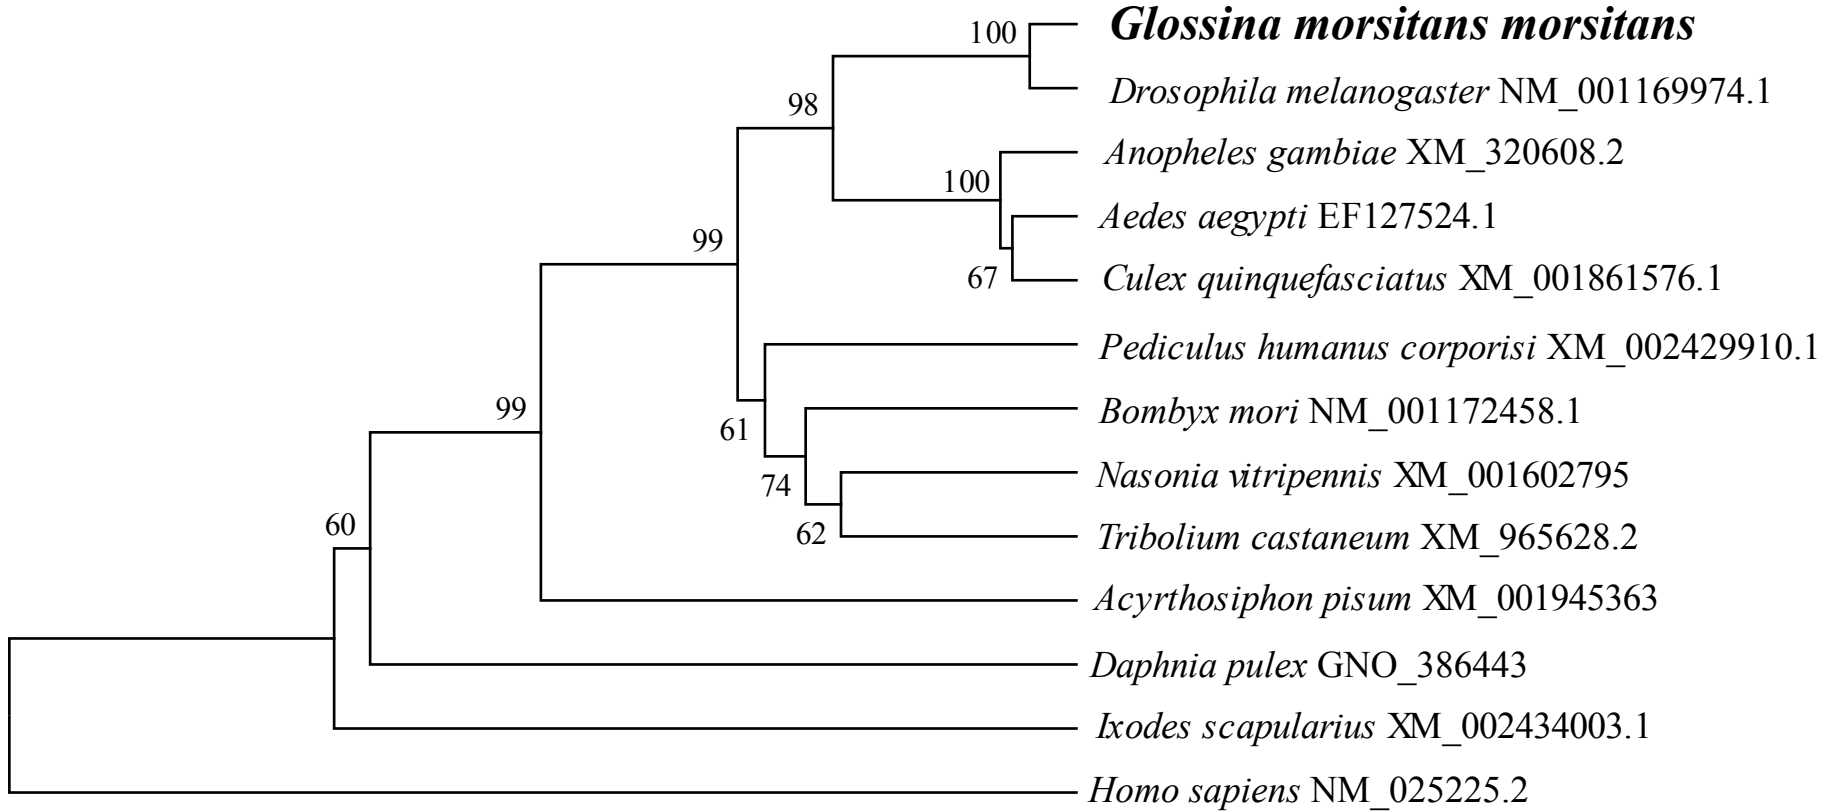 100 Glossina morsitans morsitans
Drosophila melanogaster NM_001169974.1
98
Anopheles gambiae XM_320608.2
100
Aedes aegypti EF127524.1
99
67 Culex quinquefasciatus XM_001861576.1
Pediculus humanus corporisi XM_002429910.1
99
Bombyx mori NM_001172458.1
61
Nasonia vitripennis XM_001602795
74
60
62 Tribolium castaneum XM_965628.2
Acyrthosiphon pisum XM_001945363
Daphnia pulex GNO_386443
Ixodes scapularius XM_002434003.1
Homo sapiens NM_025225.2